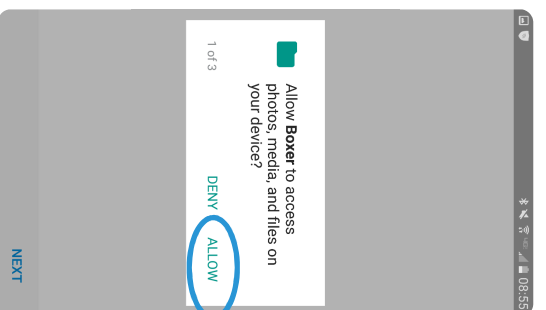 08:55
Allow Boxer to access
photos, media, and files on
your device?
1 of 3
DENY
ALLOW
NEXT